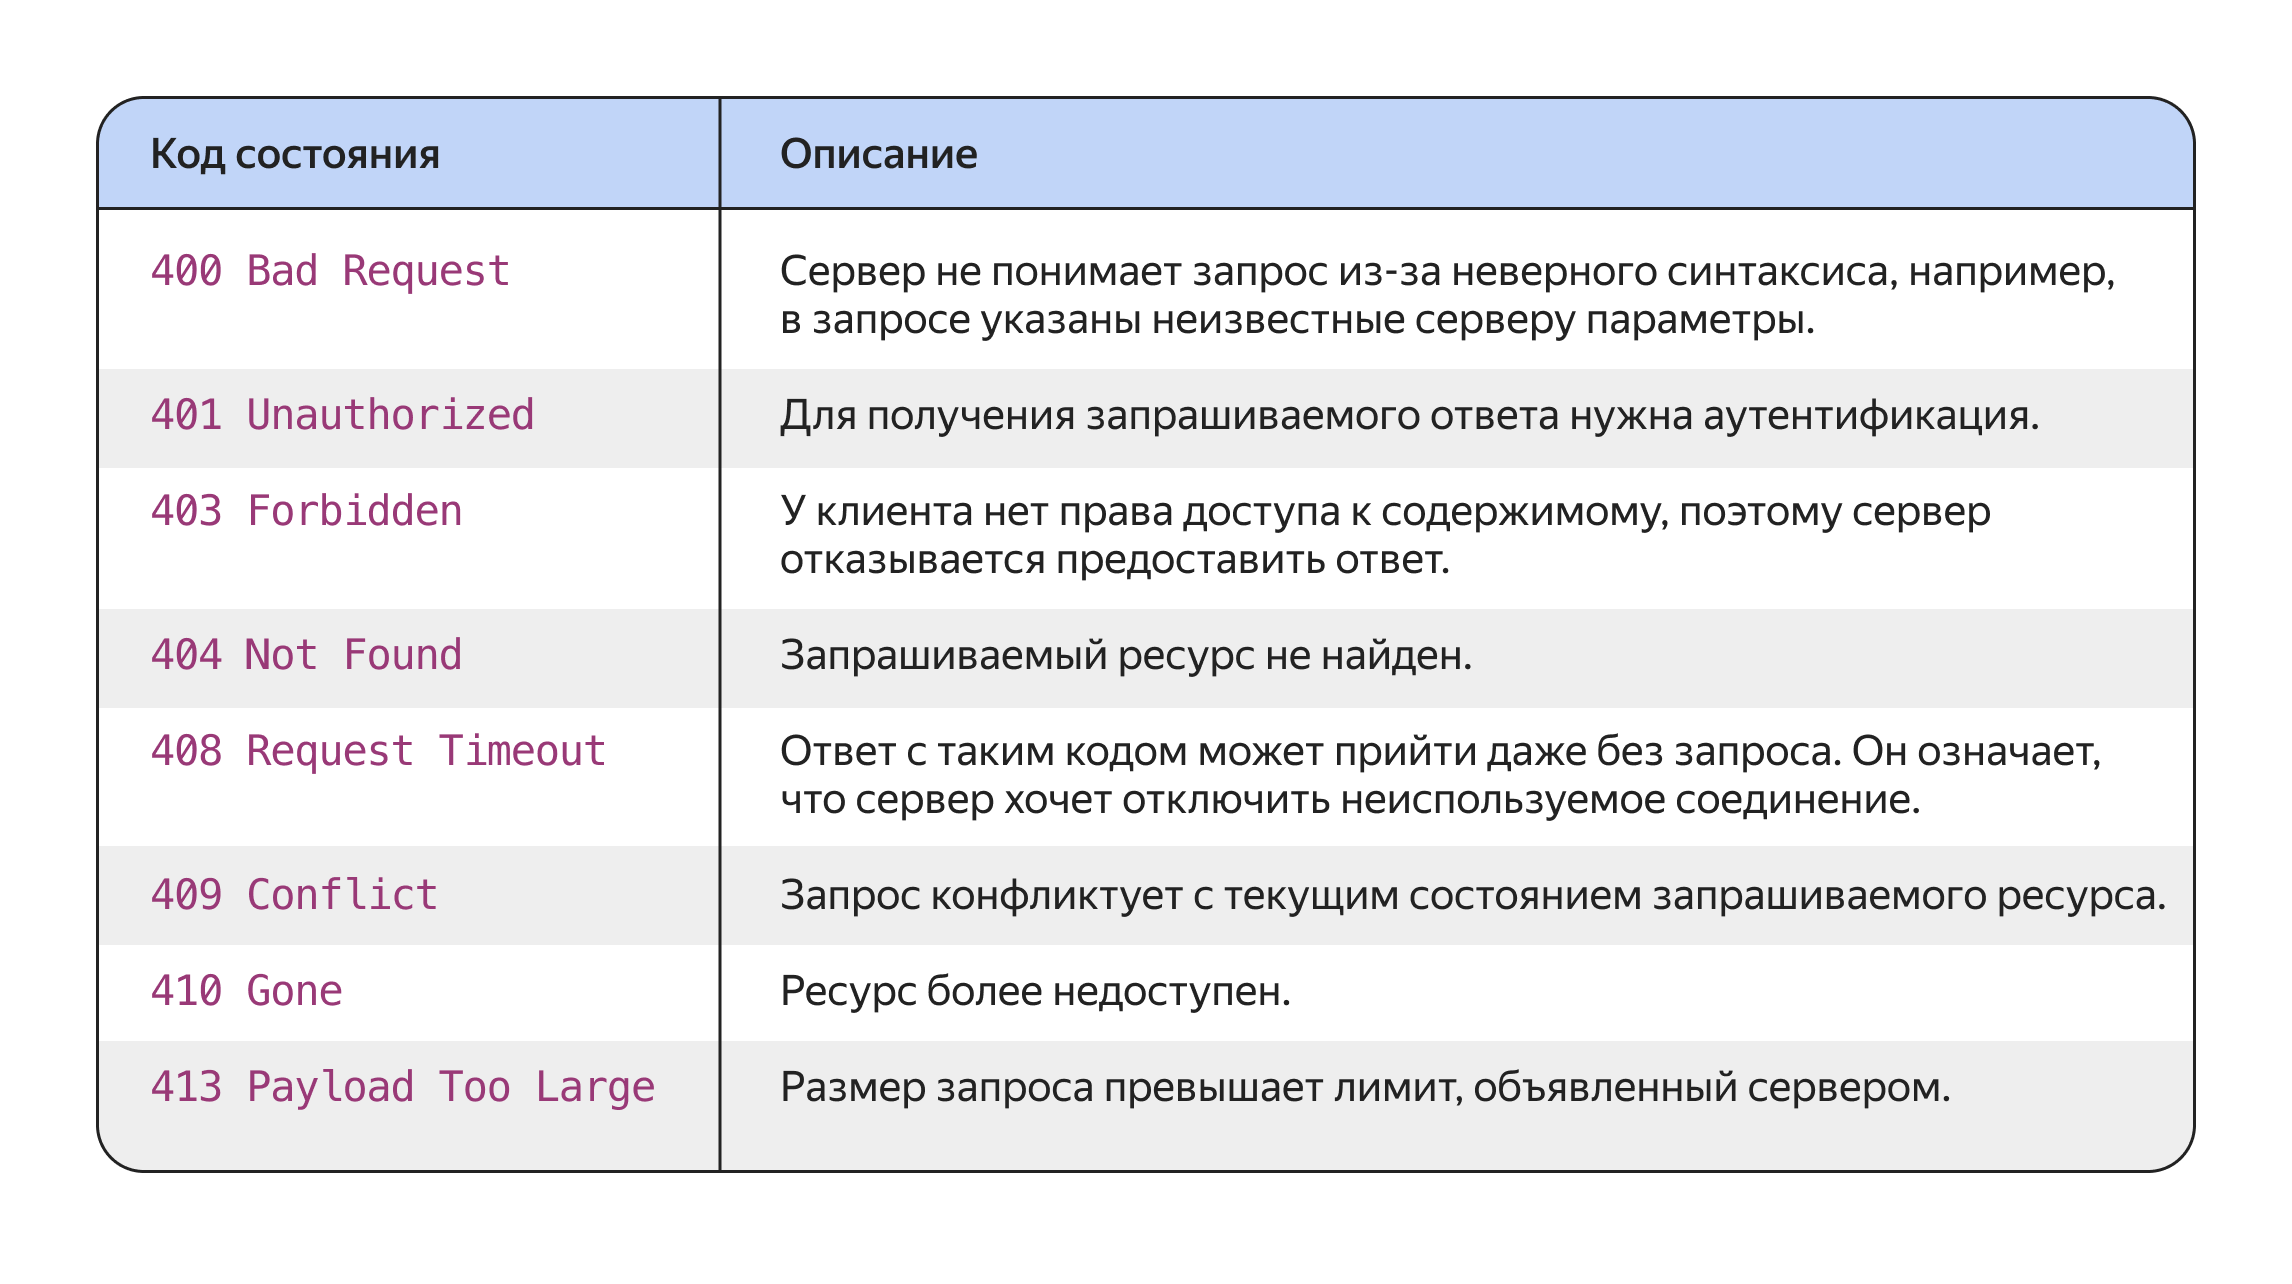 Код состояния
Описание
400 Bad Request
Сервер не понимает запрос из-за неверного синтаксиса, например,
в запросе указаны неизвестные серверу параметры.
401 Unauthorized
Для получения запрашиваемого ответа нужна аутентификация.
403 Forbidden
У клиента нет права доступа к содержимому, поэтому сервер
отказывается предоставить ответ.
404 Not Found
Запрашиваемый ресурс не найден.
408 Request Timeout
Ответ с таким кодом может прийти даже без запроса. Он означает,
что сервер хочет отключить неиспользуемое соединение.
409 Conflict
Запрос конфликтует с текущим состоянием запрашиваемого ресурса.
410 Gone
Ресурс более недоступен.
413 Payload Too Large
Размер запроса превышает лимит, объявленный сервером.